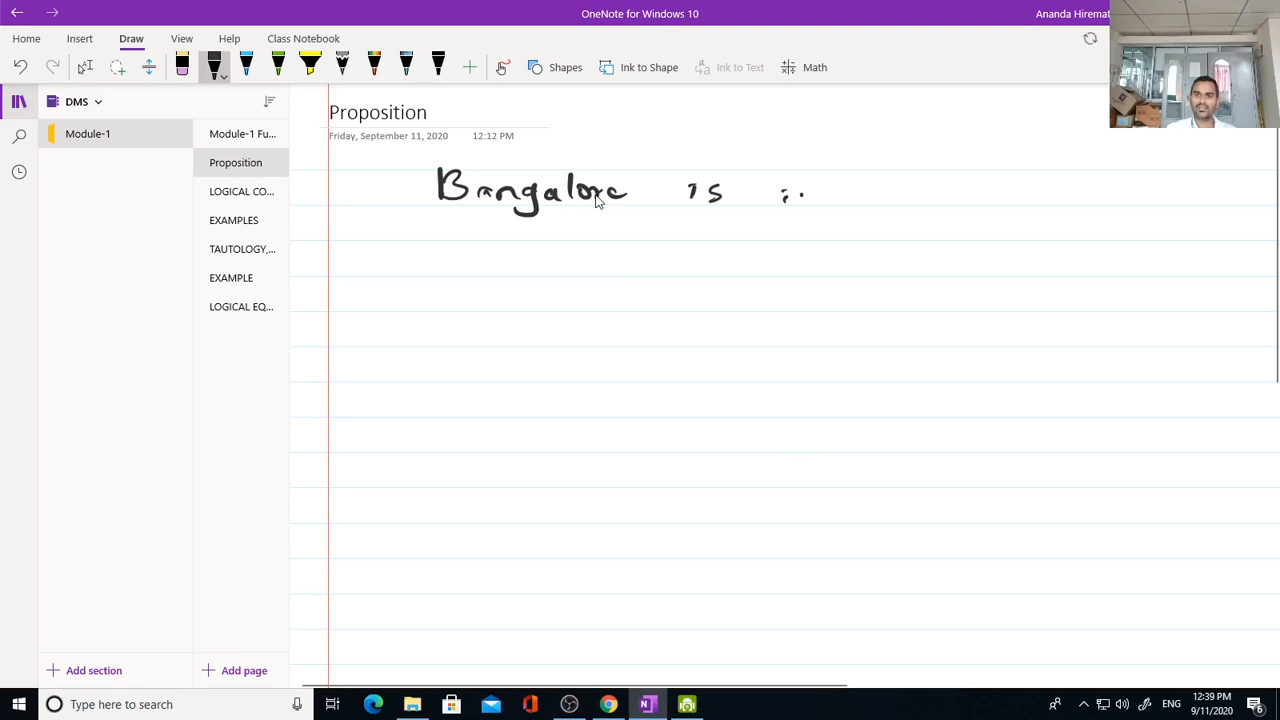 OneNote for Windows 10
Ananda Hiremat
Home Insert Draw View Help Class Notebook
Shapes Ink to Shape Ink to Text Math
DMS
Module-1
Module-1 Fu...
Proposition
LOGICAL CO...
EXAMPLES
TAUTOLOGY,...
EXAMPLE
LOGICAL EQ...
Add section
Add page
Proposition
Friday, September 11, 2020 12:12 PM
Bangalore is
Type here to search
ENG
12:39 PM
9/11/2020
6